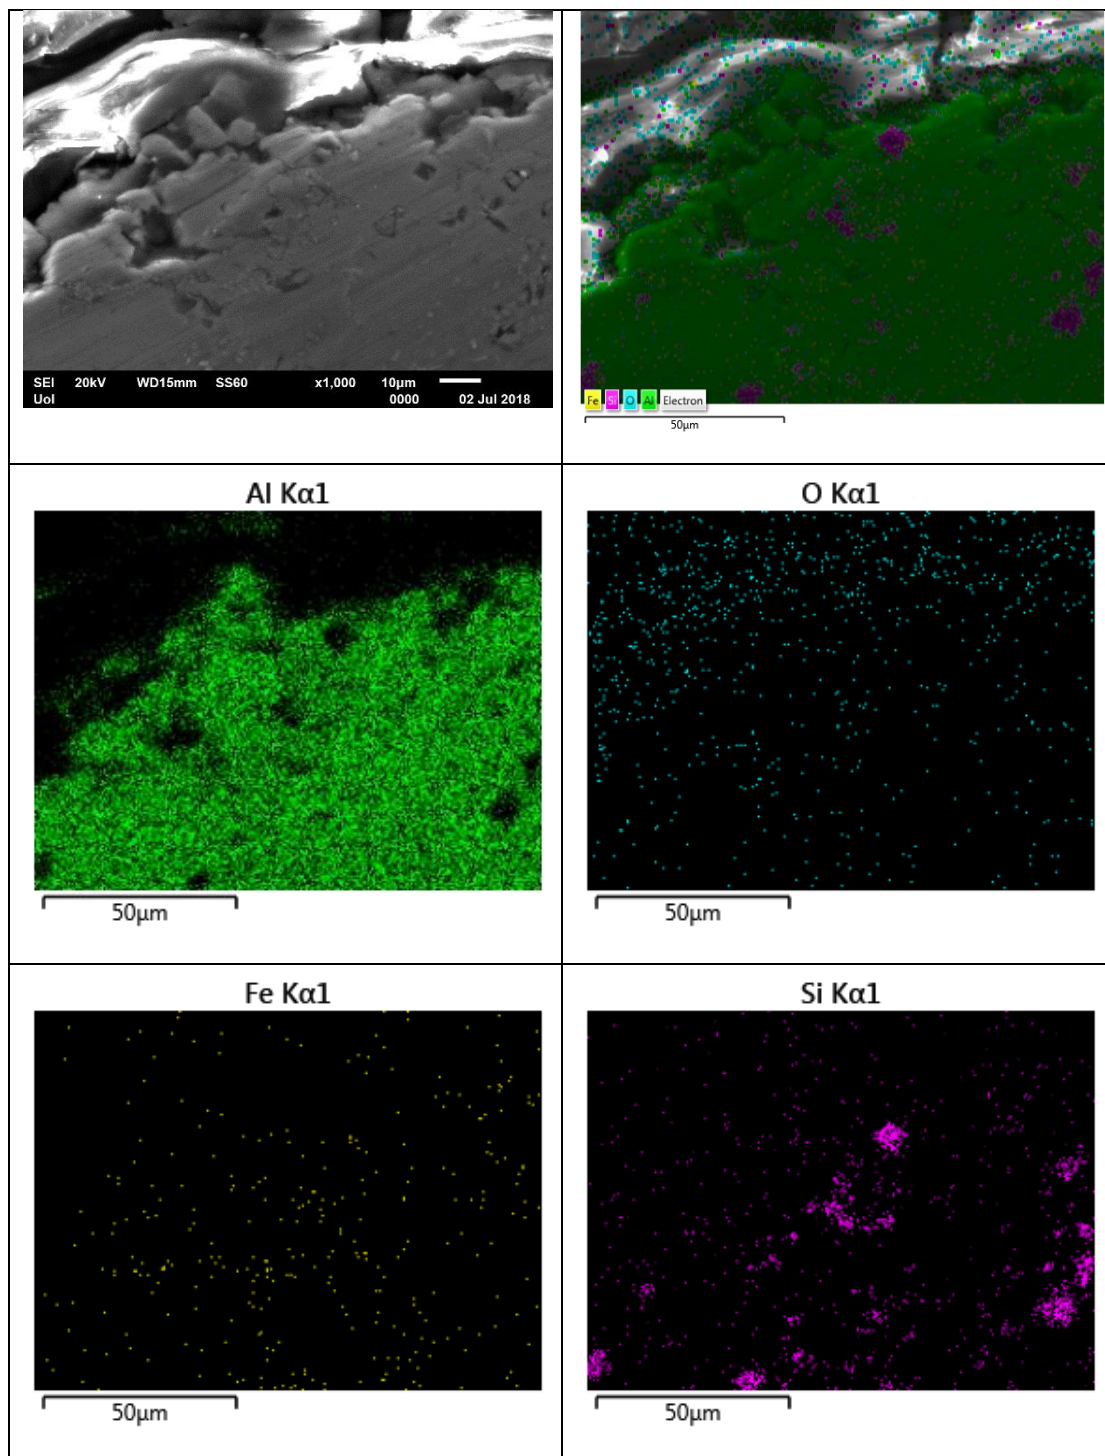 SEI 20kV WD15mm SS60 x1,000 10µm
UoI 0000 02 Jul 2018
Fe Si O Al Electron
50µm
Al Kα1
O Kα1
50µm
50µm
Fe Kα1
Si Kα1
50µm
50µm